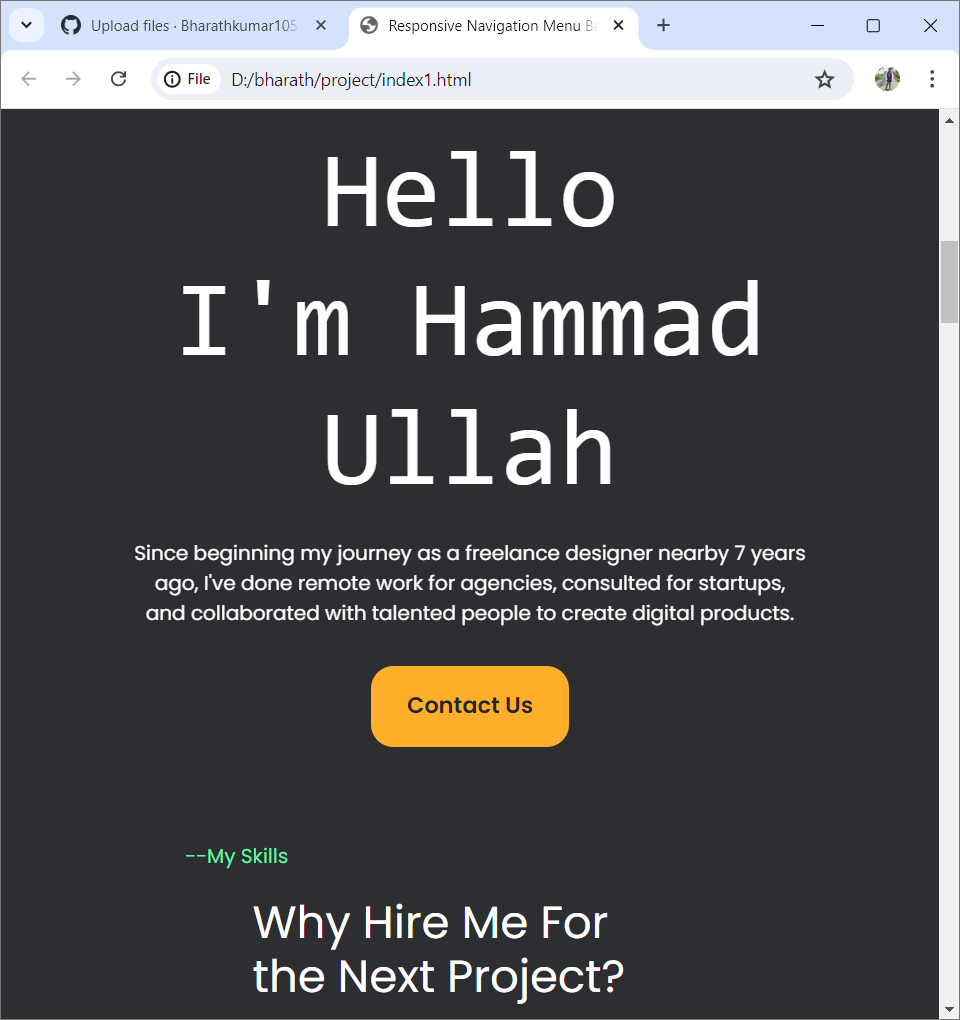 Upload files · Bharathkumar105
Responsive Navigation Menu Ba
File
D:/bharath/project/index1.html
Hello
I'm Hammad
Ullah
Since beginning my journey as a freelance designer nearby 7 years
ago, I've done remote work for agencies, consulted for startups,
and collaborated with talented people to create digital products.
Contact Us
--My Skills
Why Hire Me For
the Next Project?